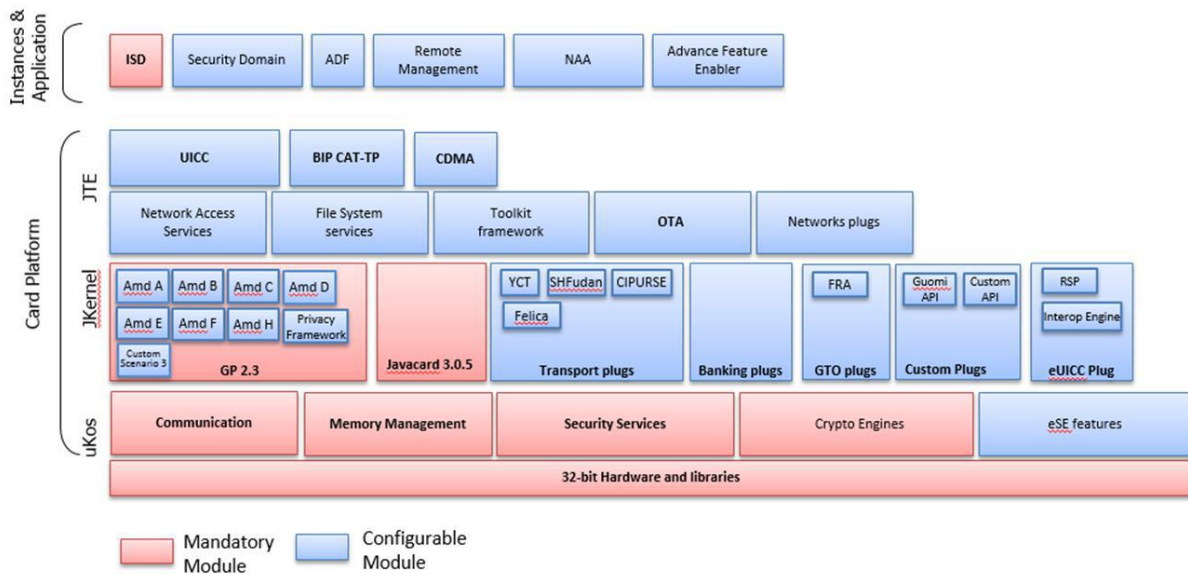 Instances &
Application
ISD
Security Domain
ADF
Remote
Management
NAA
Advance Feature
Enabler
Card Platform
JTE
UICC
BIP CAT-TP
CDMA
Network Access
Services
File System
services
Toolkit
framework
OTA
Networks plugs
JKernel
Amd A
Amd B
Amd C
Amd D
Amd E
Amd F
Amd H
Privacy
Framework
Custom
Scenario 3
GP 2.3
Javacard 3.0.5
YCT
SHFudan
CIPURSE
Felica
Transport plugs
Banking plugs
FRA
GTO plugs
Guomi
API
Custom
API
Custom Plugs
RSP
Interop Engine
eUICC Plug
uKos
Communication
Memory Management
Security Services
Crypto Engines
eSE features
32-bit Hardware and libraries
Mandatory
Module
Configurable
Module